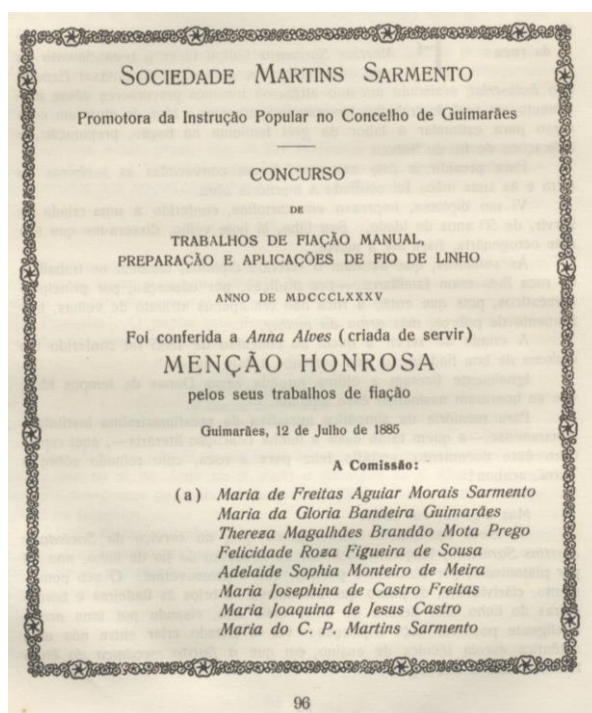 SOCIEDADE MARTINS SARMENTO
Promotora da Instrução Popular no Concelho de Guimarães
CONCURSO
DE
TRABALHOS DE FIAÇÃO MANUAL,
PREPARAÇÃO E APLICAÇÕES DE FIO DE LINHO
ANNO DE MDCCCLXXXV
Foi conferida a Anna Alves (criada de servir)
MENÇÃO HONROSA
pelos seus trabalhos de fiação
Guimarães, 12 de Julho de 1885
A Comissão:
(a) Maria de Freitas Aguiar Morais Sarmento
Maria da Gloria Bandeira Guimarães
Thereza Magalhães Brandão Mota Prego
Felicidade Roza Figueira de Sousa
Adelaide Sophia Monteiro de Meira
Maria Josephina de Castro Freitas
Maria Joaquina de Jesus Castro
Maria do C. P. Martins Sarmento
96